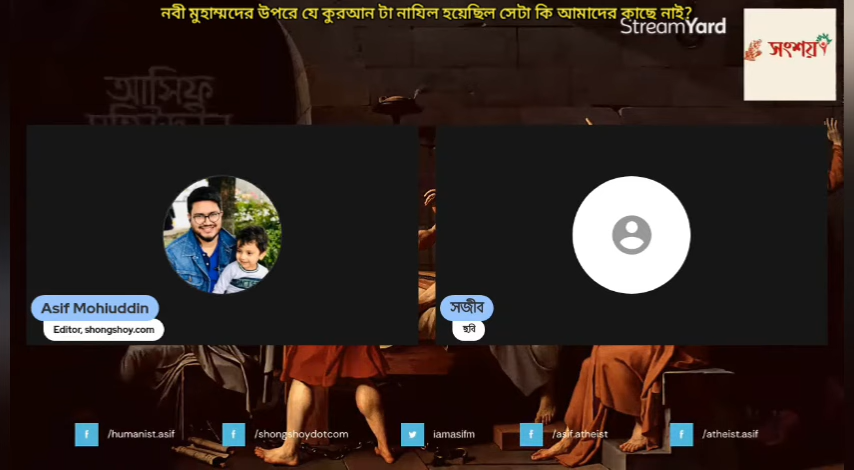 নবী মুহাম্মদের উপরে যে কুরআন টা নাযিল হয়েছিল সেটা কি আমাদের কাছে নাই?
StreamYard
সংশয়
আসিফ
Asif Mohiuddin
Editor, shongshoy.com
সজীব
ছবি
/humanist.asif
/shongshoydotcom
iamasifm
/asif.atheist
/atheist.asif